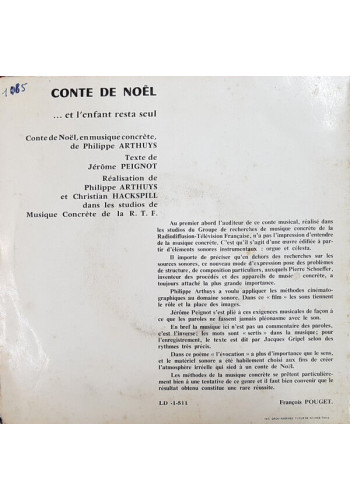 1085
CONTE DE NOËL
... et l'enfant resta seul
Conte de Noël, en musique concrète,
de Philippe ARTHUYS
Texte de
Jérôme PEIGNOT
Réalisation de
Philippe ARTHUYS
et Christian HACKSPILL
dans les studios de
Musique Concrète de la R. T. F.
Au premier abord l'auditeur de ce conte musical, réalisé dans
les studios du Groupe de recherches de musique concrète de la
Radiodiffusion-Télévision Française, n'a pas l'impression d'entendre
de la musique concrète. C'est qu'il s'agit d'une œuvre édifiée à par-
tir d'éléments sonores instrumentaux : orgue et célesta.
Il importe de préciser qu'en dehors des recherches sur les
sources sonores, ce nouveau mode d'expression pose des problèmes
de structure, de composition particuliers, auxquels Pierre Schaeffer,
inventeur des procédés et des appareils de musique concrète, a
toujours attaché la plus grande importance.
Philippe Arthuys a voulu appliquer les méthodes cinémato-
graphiques au domaine sonore. Dans ce « film » les sons tiennent
le rôle et la place des images.
Jérôme Peignot s'est plié à ces exigences musicales de façon à
ce que les paroles ne fassent jamais pléonasme avec le son.
En bref la musique ici n'est pas un commentaire des paroles,
c'est l'inverse; les mots sont « sertis » dans la musique; pour
l'enregistrement, le texte est dit par Jacques Gripel selon des
rythmes très précis.
Dans ce poème « l'évocation » a plus d'importance que le sens,
et le matériel sonore a été habilement choisi aux fins de créer
l'atmosphère irréelle qui sied à un conte de Noël.
Les méthodes de la musique concrète se prêtent particulière-
ment bien à une tentative de ce genre et il faut bien convenir que le
résultat obtenu constitue une rare réussite.
LD -1-511 François POUGET.